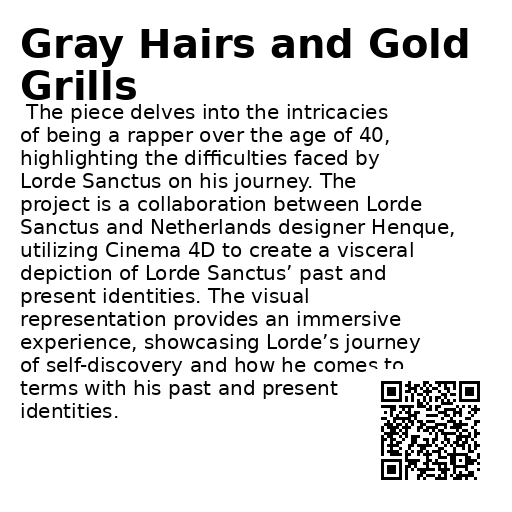 Gray Hairs and Gold
Grills
The piece delves into the intricacies
of being a rapper over the age of 40,
highlighting the difficulties faced by
Lorde Sanctus on his journey. The
project is a collaboration between Lorde
Sanctus and Netherlands designer Henque,
utilizing Cinema 4D to create a visceral
depiction of Lorde Sanctus’ past and
present identities. The visual
representation provides an immersive
experience, showcasing Lorde’s journey
of self-discovery and how he comes to
terms with his past and present
identities.